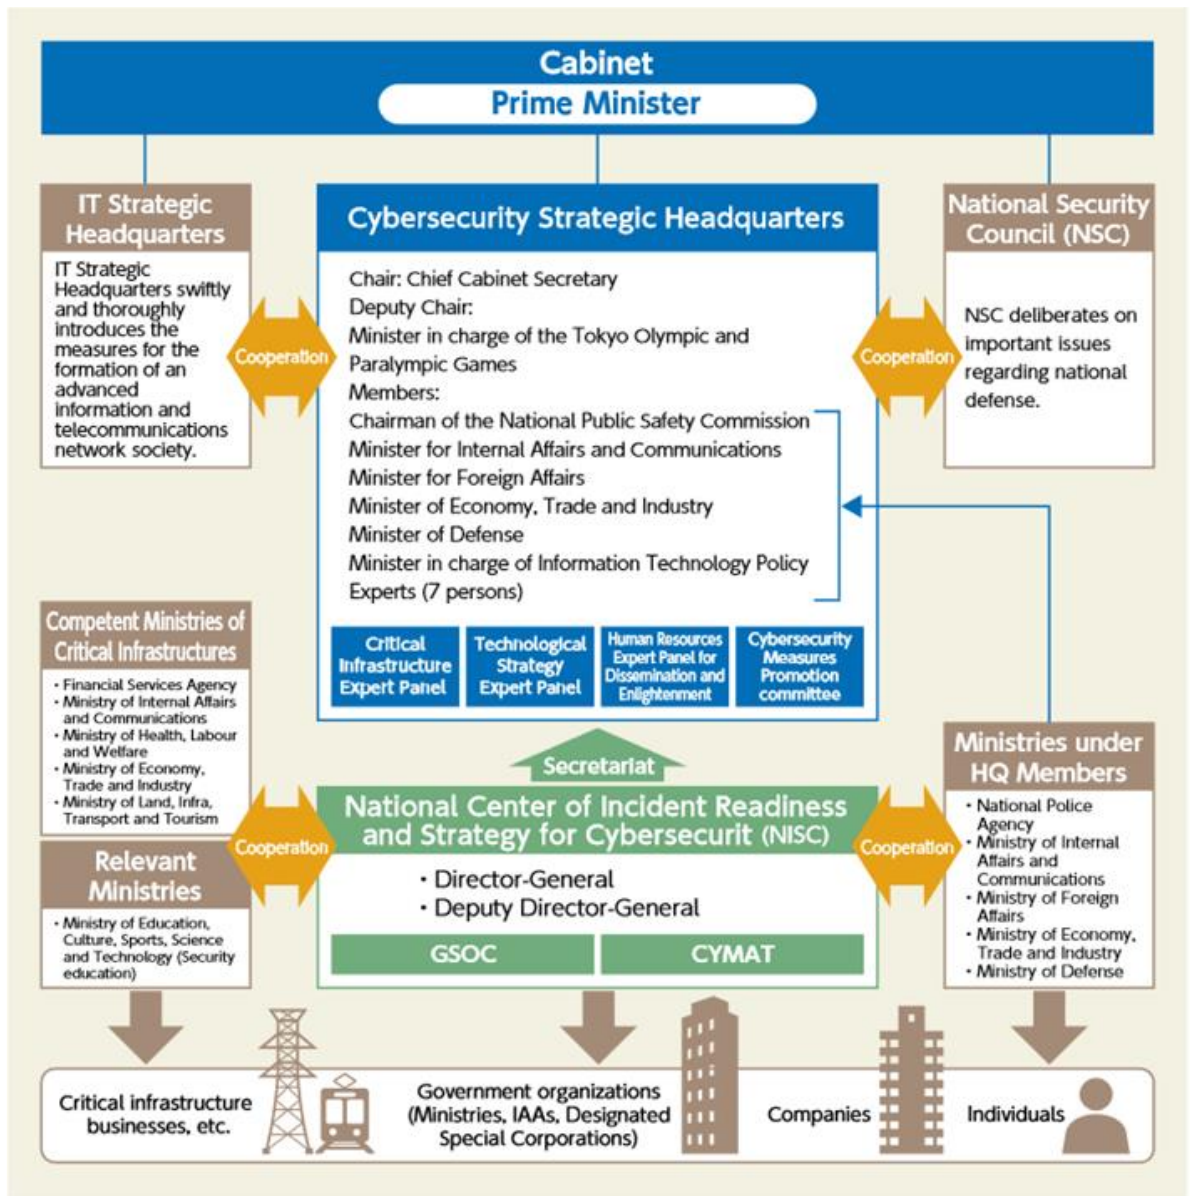 Cabinet
Prime Minister
IT Strategic
Headquarters
IT Strategic
Headquarters swiftly
and thoroughly
introduces the
measures for the
formation of an
advanced
information and
telecommunications
network society.
Cooperation
Cybersecurity Strategic Headquarters
Chair: Chief Cabinet Secretary
Deputy Chair:
Minister in charge of the Tokyo Olympic and
Paralympic Games
Members:
Chairman of the National Public Safety Commission
Minister for Internal Affairs and Communications
Minister for Foreign Affairs
Minister of Economy, Trade and Industry
Minister of Defense
Minister in charge of Information Technology Policy
Experts (7 persons)
Critical
Infrastructure
Expert Panel
Technological
Strategy
Expert Panel
Human Resources
Expert Panel for
Dissemination and
Enlightenment
Cybersecurity
Measures
Promotion
committee
Cooperation
National Security
Council (NSC)
NSC deliberates on
important issues
regarding national
defense.
Competent Ministries of
Critical Infrastructures
・Financial Services Agency
・Ministry of Internal Affairs
and Communications
・Ministry of Health, Labour
and Welfare
・Ministry of Economy,
Trade and Industry
・Ministry of Land, Infra,
Transport and Tourism
Relevant
Ministries
・Ministry of Education,
Culture, Sports, Science
and Technology (Security
education)
Cooperation
Secretariat
National Center of Incident Readiness
and Strategy for Cybersecurit (NISC)
・Director-General
・Deputy Director-General
GSOC
CYMAT
Cooperation
Ministries under
HQ Members
・National Police
Agency
・Ministry of Internal
Affairs and
Communications
・Ministry of Foreign
Affairs
・Ministry of Economy,
Trade and Industry
・Ministry of Defense
Critical infrastructure
businesses, etc.
Government organizations
(Ministries, IAAs, Designated
Special Corporations)
Companies
Individuals